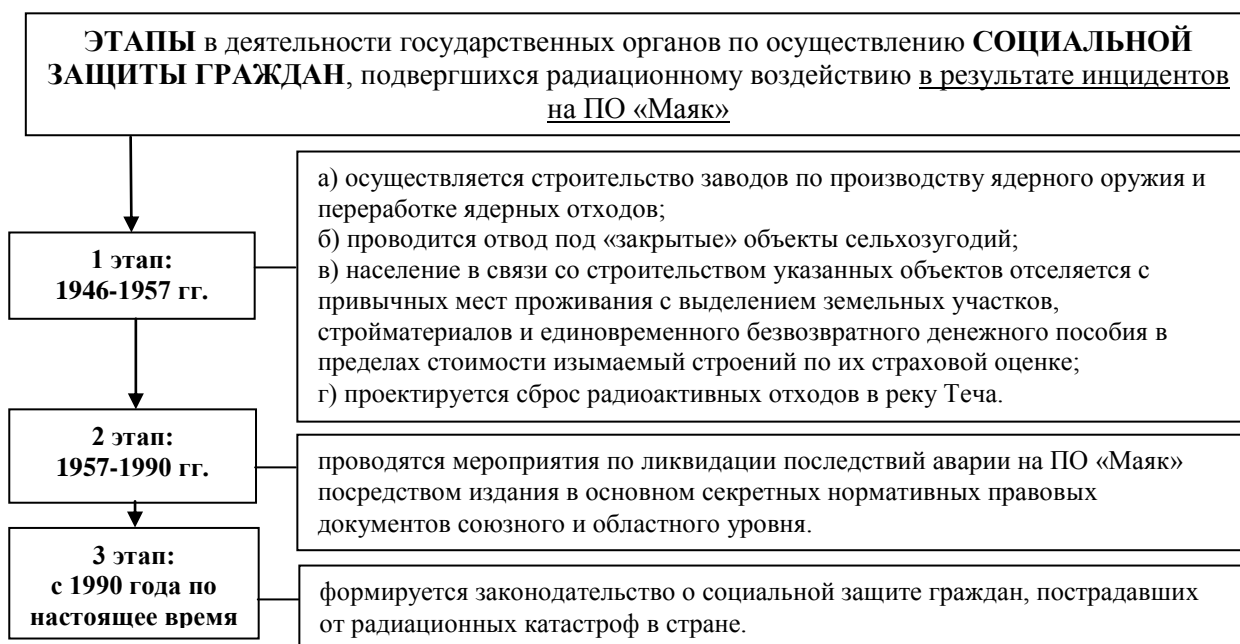 ЭТАПЫ в деятельности государственных органов по осуществлению СОЦИАЛЬНОЙ
ЗАЩИТЫ ГРАЖДАН, подвергшихся радиационному воздействию в результате инцидентов
на ПО «Маяк»
1 этап:
1946-1957 гг.
а) осуществляется строительство заводов по производству ядерного оружия и
переработке ядерных отходов;
б) проводится отвод под «закрытые» объекты сельхозугодий;
в) население в связи со строительством указанных объектов отселяется с
привычных мест проживания с выделением земельных участков,
стройматериалов и единовременного безвозвратного денежного пособия в
пределах стоимости изымаемый строений по их страховой оценке;
г) проектируется сброс радиоактивных отходов в реку Теча.
2 этап:
1957-1990 гг.
проводятся мероприятия по ликвидации последствий аварии на ПО «Маяк»
посредством издания в основном секретных нормативных правовых
документов союзного и областного уровня.
3 этап:
с 1990 года по
настоящее время
формируется законодательство о социальной защите граждан, пострадавших
от радиационных катастроф в стране.